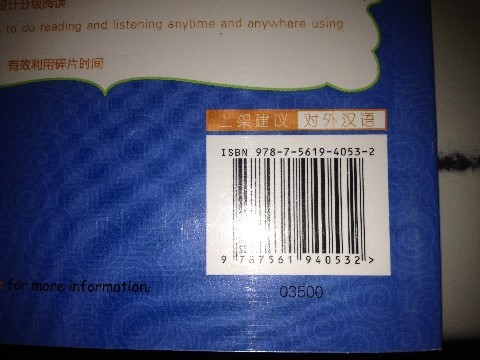 设计分级阅读
to do reading and listening anytime and anywhere using
有效利用碎片时间
上架建议 对外汉语
ISBN 978-7-5619-4053-2
9 787561 940532 >
for more information.
03500